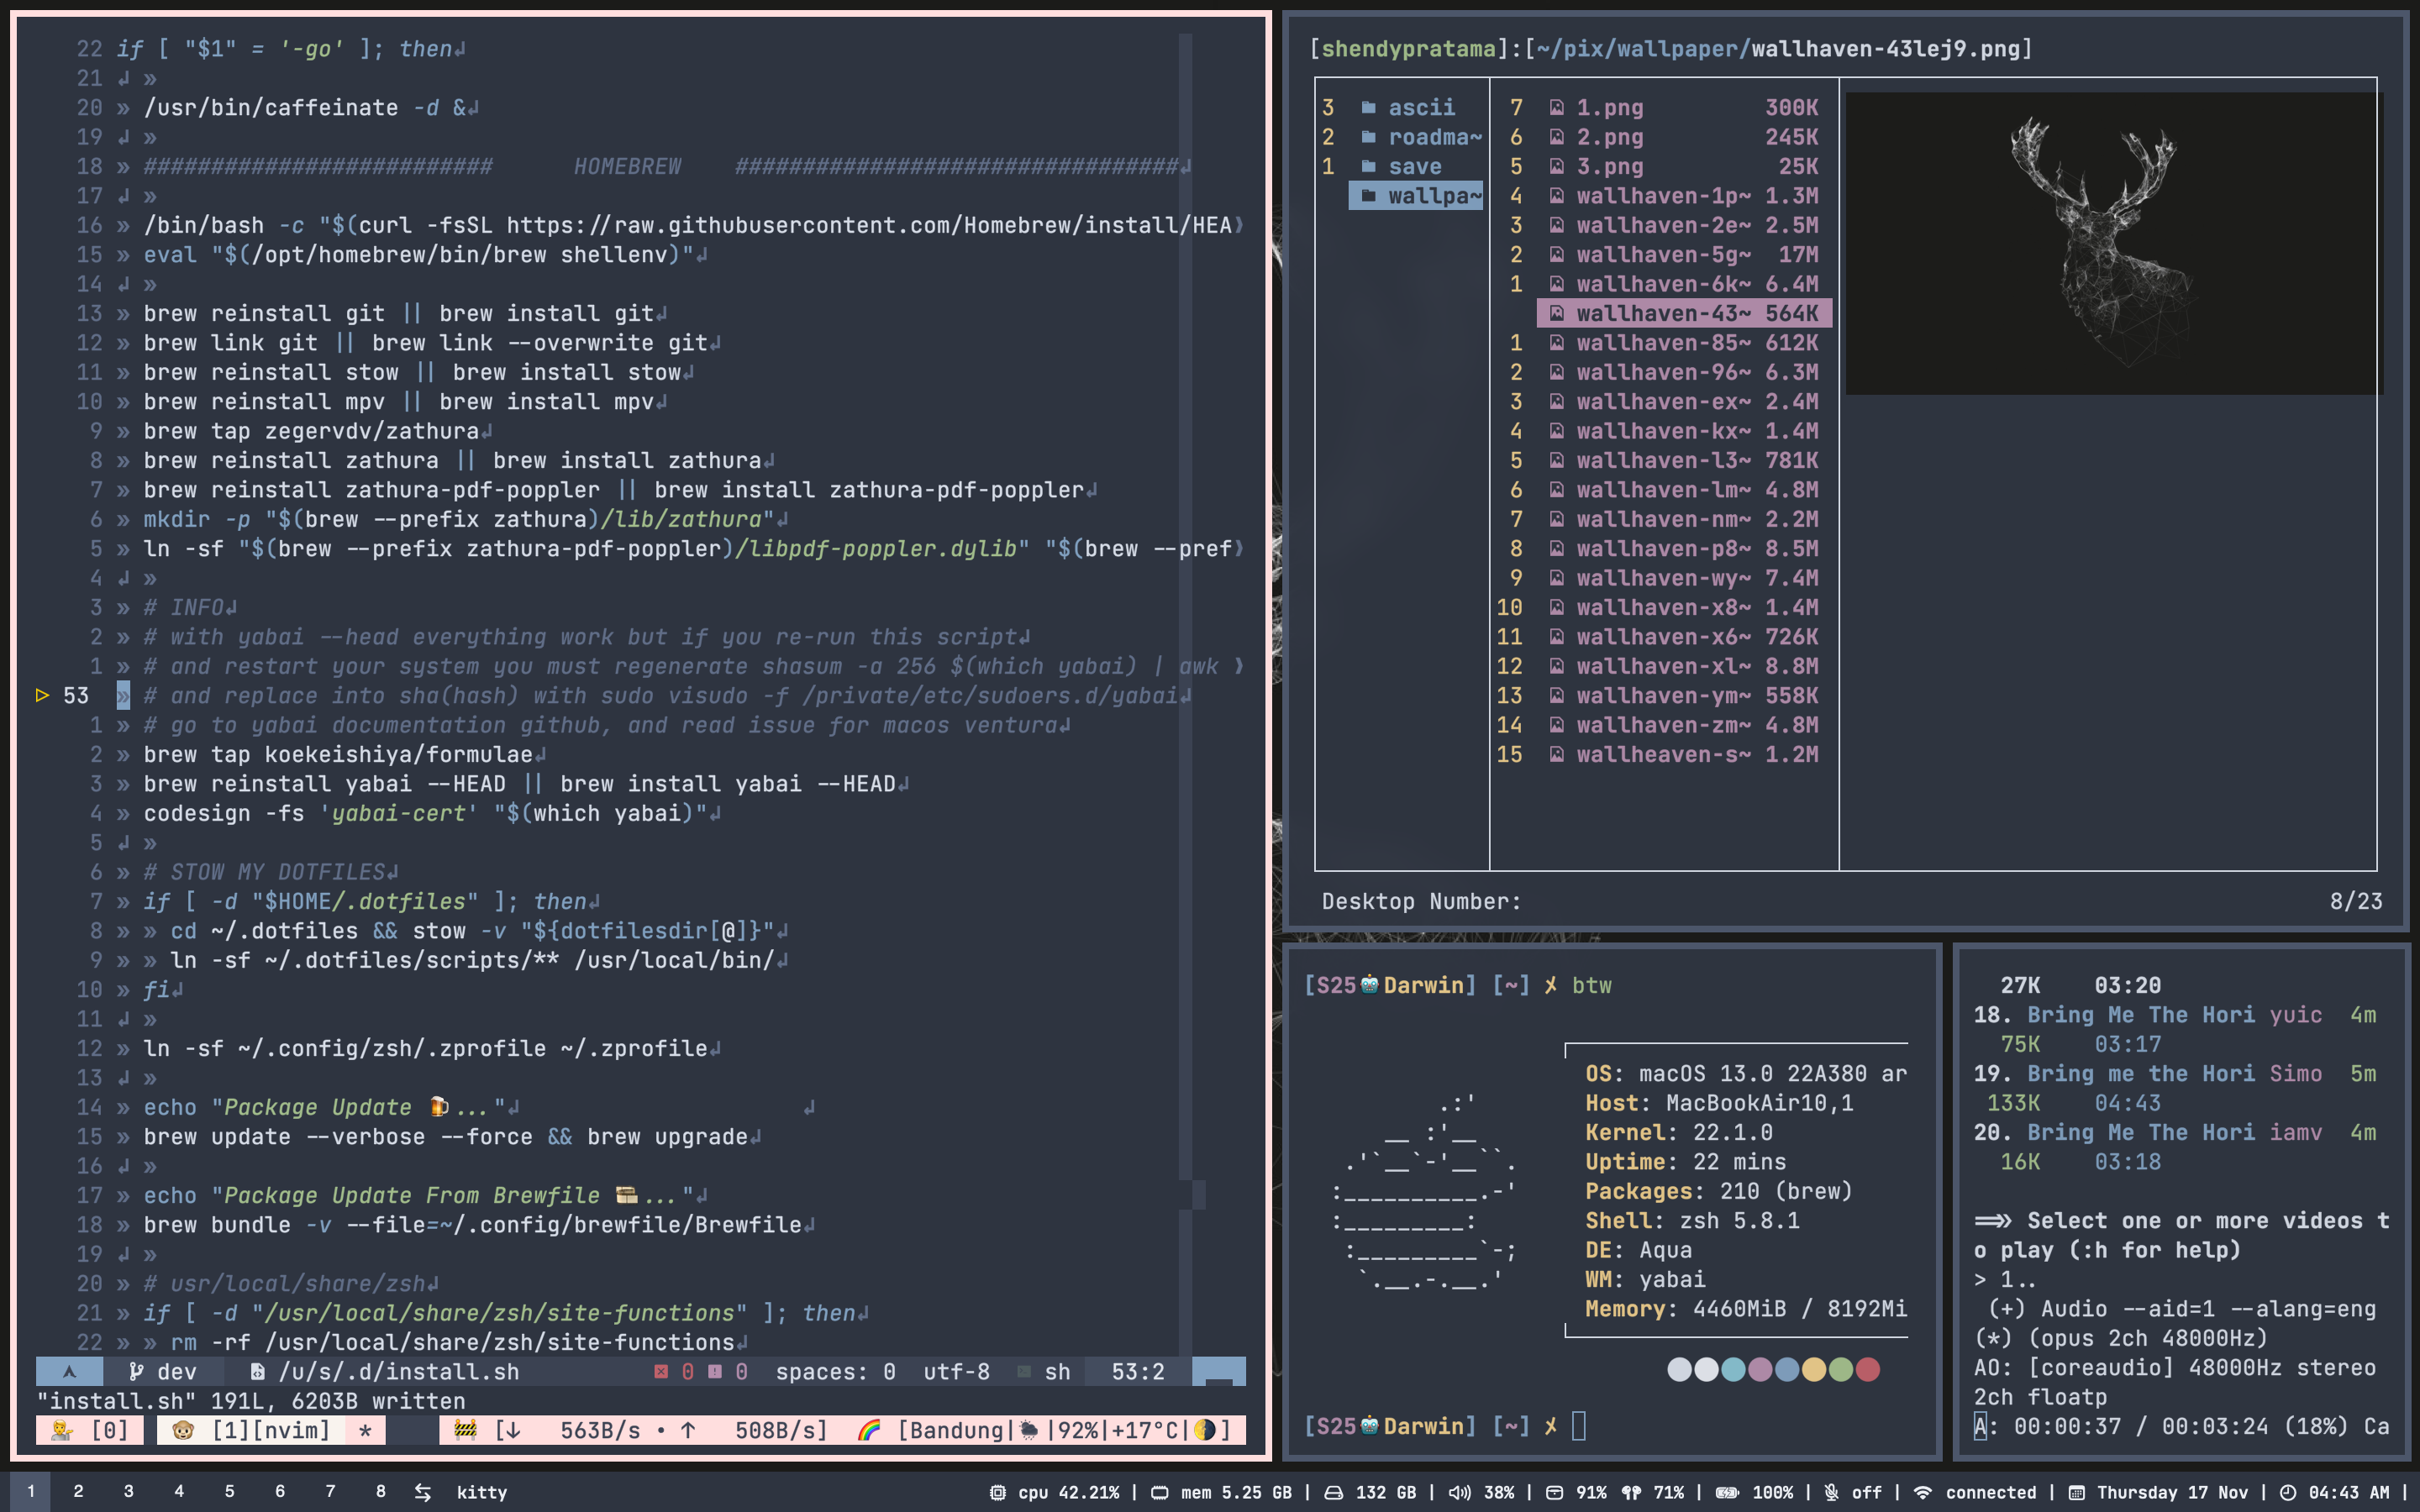 22 if [ "$1" = '-go' ]; then↲
21 ↲ »
20 » /usr/bin/caffeinate -d &↲
19 ↲ »
18 » ########################## HOMEBREW #################################↲
17 ↲ »
16 » /bin/bash -c "$(curl -fsSL https://raw.githubusercontent.com/Homebrew/install/HEA⟩
15 » eval "$(/opt/homebrew/bin/brew shellenv)"↲
14 ↲ »
13 » brew reinstall git || brew install git↲
12 » brew link git || brew link --overwrite git↲
11 » brew reinstall stow || brew install stow↲
10 » brew reinstall mpv || brew install mpv↲
9 » brew tap zegervdv/zathura↲
8 » brew reinstall zathura || brew install zathura↲
7 » brew reinstall zathura-pdf-poppler || brew install zathura-pdf-poppler↲
6 » mkdir -p "$(brew --prefix zathura)/lib/zathura"↲
5 » ln -sf "$(brew --prefix zathura-pdf-poppler)/libpdf-poppler.dylib" "$(brew --pref⟩
4 ↲ »
3 » # INFO↲
2 » # with yabai --head everything work but if you re-run this script↲
1 » # and restart your system you must regenerate shasum -a 256 $(which yabai) | awk ⟩
▷ 53 » # and replace into sha(hash) with sudo visudo -f /private/etc/sudoers.d/yabai↲
1 » # go to yabai documentation github, and read issue for macos ventura↲
2 » brew tap koekeishiya/formulae↲
3 » brew reinstall yabai --HEAD || brew install yabai --HEAD↲
4 » codesign -fs 'yabai-cert' "$(which yabai)"↲
5 ↲ »
6 » # STOW MY DOTFILES↲
7 » if [ -d "$HOME/.dotfiles" ]; then↲
8 » » cd ~/.dotfiles && stow -v "${dotfilesdir[@]}"↲
9 » » ln -sf ~/.dotfiles/scripts/** /usr/local/bin/↲
10 » fi↲
11 ↲ »
12 » ln -sf ~/.config/zsh/.zprofile ~/.zprofile↲
13 ↲ »
14 » echo "Package Update 🍺..."↲ ↲
15 » brew update --verbose --force && brew upgrade↲
16 ↲ »
17 » echo "Package Update From Brewfile ..."↲
18 » brew bundle -v --file=~/.config/brewfile/Brewfile↲
19 ↲ »
20 » # usr/local/share/zsh↲
21 » if [ -d "/usr/local/share/zsh/site-functions" ]; then↲
22 » » rm -rf /usr/local/share/zsh/site-functions↲
dev /u/s/.d/install.sh 0 0 spaces: 0 utf-8 sh 53:2
"install.sh" 191L, 6203B written
[0] [1][nvim] * 🚧 [↓ 563B/s • ↑ 508B/s] 🌈 [Bandung|🌦|92%|+17°C|🌗]
[shendypratama]:[~/pix/wallpaper/wallhaven-43lej9.png]
3 ascii
2 roadma~
1 save
wallpa~
7 1.png 300K
6 2.png 245K
5 3.png 25K
4 wallhaven-1p~ 1.3M
3 wallhaven-2e~ 2.5M
2 wallhaven-5g~ 17M
1 wallhaven-6k~ 6.4M
wallhaven-43~ 564K
1 wallhaven-85~ 612K
2 wallhaven-96~ 6.3M
3 wallhaven-ex~ 2.4M
4 wallhaven-kx~ 1.4M
5 wallhaven-l3~ 781K
6 wallhaven-lm~ 4.8M
7 wallhaven-nm~ 2.2M
8 wallhaven-p8~ 8.5M
9 wallhaven-wy~ 7.4M
10 wallhaven-x8~ 1.4M
11 wallhaven-x6~ 726K
12 wallhaven-xl~ 8.8M
13 wallhaven-ym~ 558K
14 wallhaven-zm~ 4.8M
15 wallheaven-s~ 1.2M
Desktop Number: 8/23
[S25🤖Darwin] [~] ⚡ btw
OS: macOS 13.0 22A380 ar
Host: MacBookAir10,1
Kernel: 22.1.0
Uptime: 22 mins
Packages: 210 (brew)
Shell: zsh 5.8.1
DE: Aqua
WM: yabai
Memory: 4460MiB / 8192Mi
[S25🤖Darwin] [~] ⚡
27K 03:20
18. Bring Me The Hori yuic 4m
75K 03:17
19. Bring me the Hori Simo 5m
133K 04:43
20. Bring Me The Hori iamv 4m
16K 03:18
==>> Select one or more videos t
o play (:h for help)
> 1..
(+) Audio --aid=1 --alang=eng
(*) (opus 2ch 48000Hz)
AO: [coreaudio] 48000Hz stereo
2ch floatp
A: 00:00:37 / 00:03:24 (18%) Ca
1 2 3 4 5 6 7 8 kitty cpu 42.21% | mem 5.25 GB | 132 GB | 38% | 91% 71% | 100% | off | connected | Thursday 17 Nov | 04:43 AM |